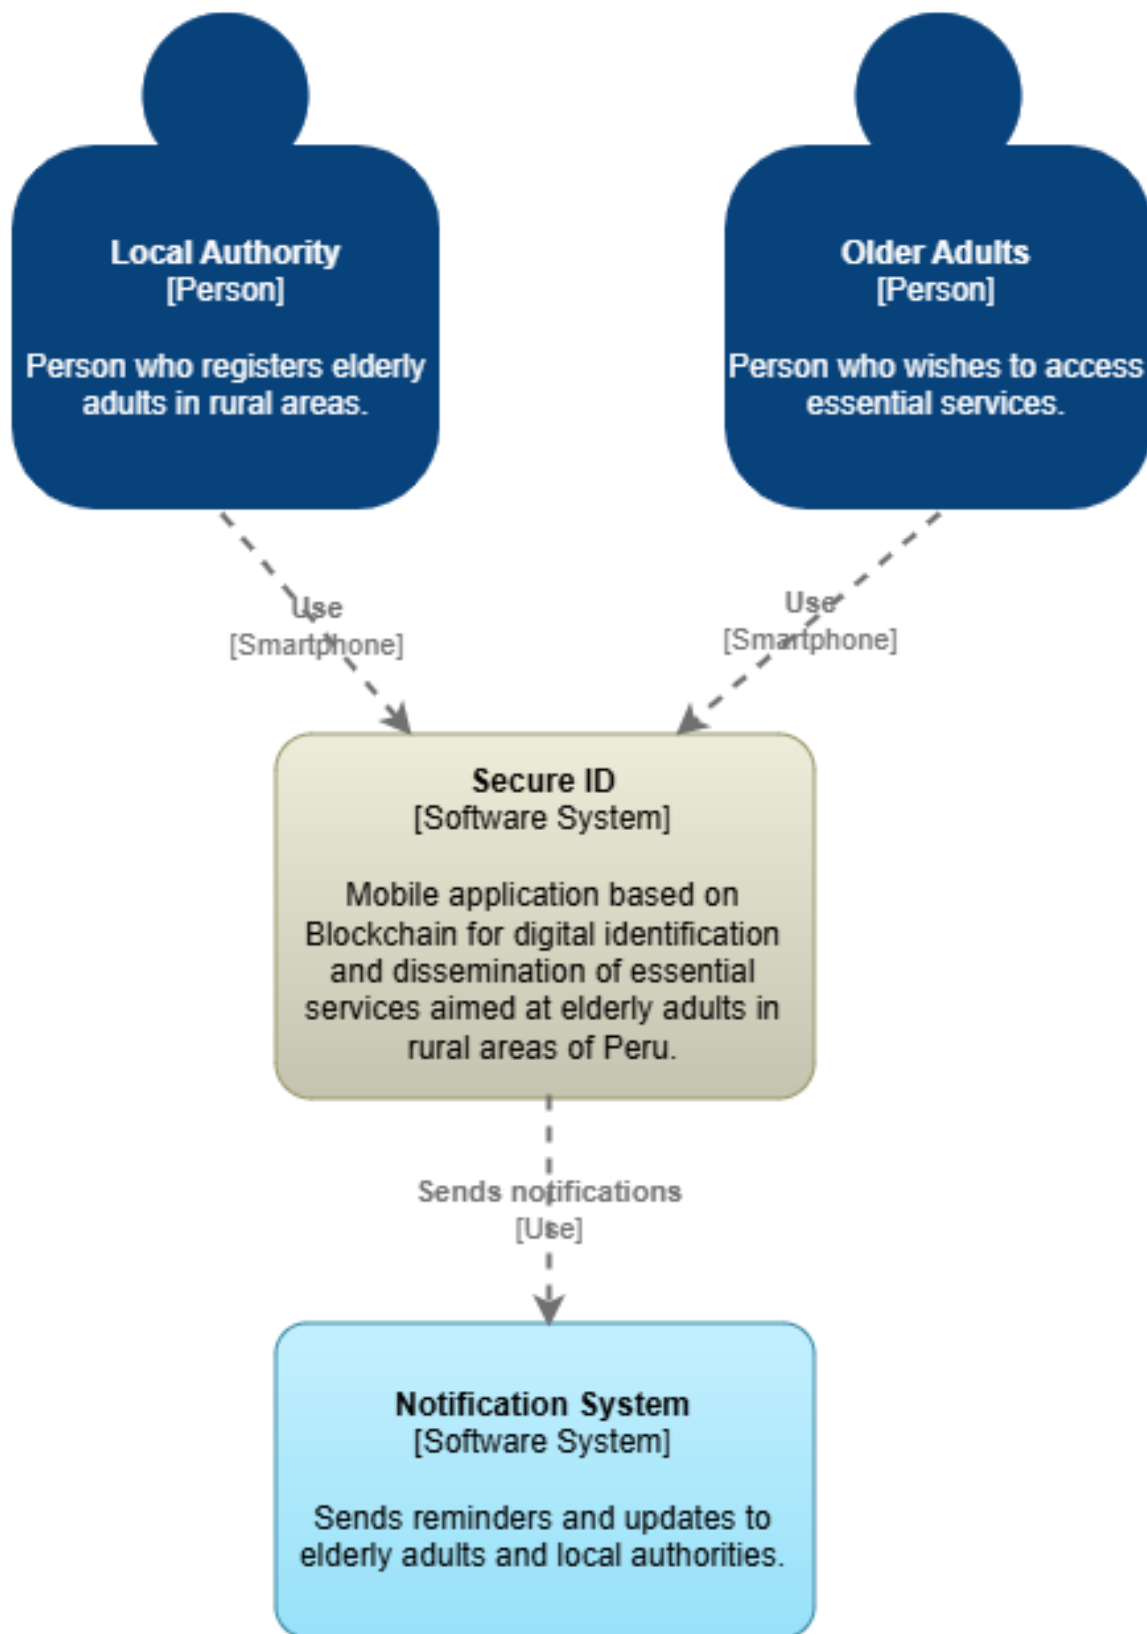 Local Authority
[Person]
Person who registers elderly
adults in rural areas.
Older Adults
[Person]
Person who wishes to access
essential services.
Use
[Smartphone]
Use
[Smartphone]
Secure ID
[Software System]
Mobile application based on
Blockchain for digital identification
and dissemination of essential
services aimed at elderly adults in
rural areas of Peru.
Sends notifications
[Use]
Notification System
[Software System]
Sends reminders and updates to
elderly adults and local authorities.